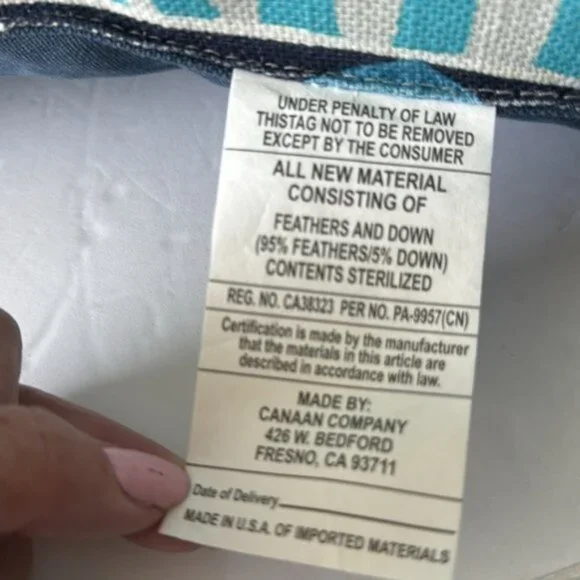 UNDER PENALTY OF LAW
THISTAG NOT TO BE REMOVED
EXCEPT BY THE CONSUMER
ALL NEW MATERIAL
CONSISTING OF
FEATHERS AND DOWN
(95% FEATHERS/5% DOWN)
CONTENTS STERILIZED
REG. NO. CA38323 PER NO. PA-9957(CN)
Certification is made by the manufacturer
that the materials in this article are
described in accordance with law.
MADE BY:
CANAAN COMPANY
426 W. BEDFORD
FRESNO, CA 93711
Date of Delivery
MADE IN U.S.A. OF IMPORTED MATERIALS